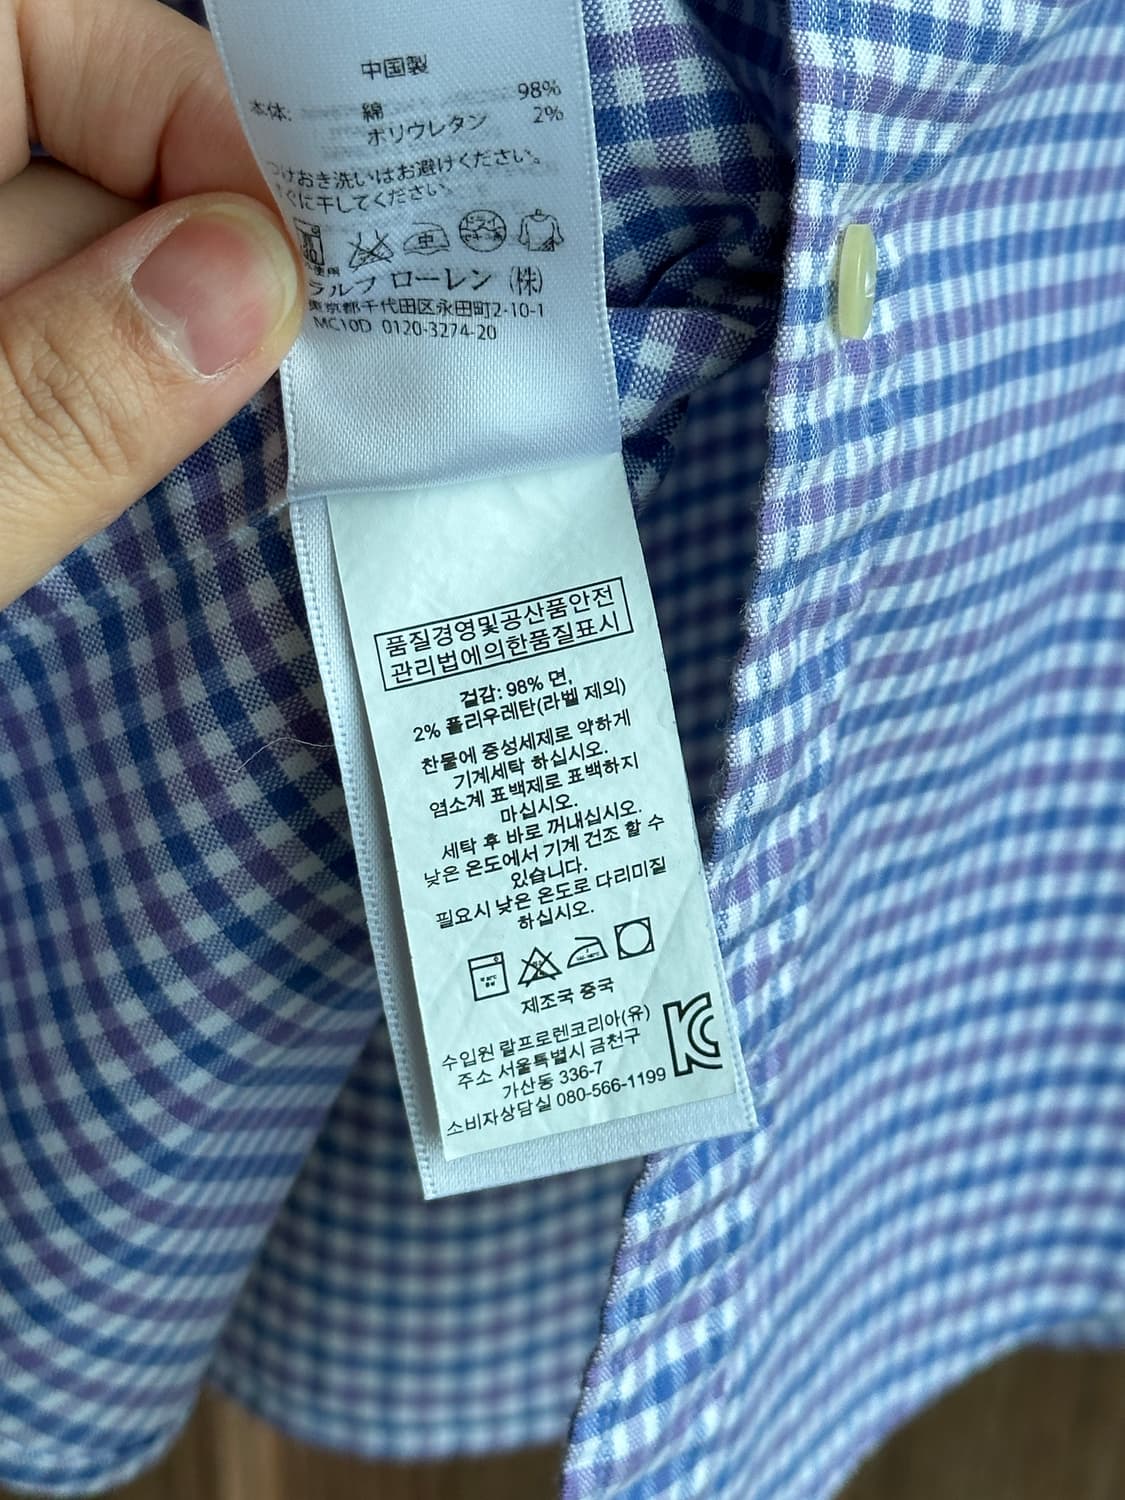 中国製
本体: 綿 98%
ポリウレタン 2%
つけおき洗いはお避けください。
すぐに干してください。
中
ドライ
ラルフ ローレン (株)
東京都千代田区永田町2-10-1
MC10D 0120-3274-20
품질경영및공산품안전
관리법에의한품질표시
겉감: 98% 면,
2% 폴리우레탄(라벨 제외)
찬물에 중성세제로 약하게
기계세탁 하십시오.
염소계 표백제로 표백하지
마십시오.
세탁 후 바로 꺼내십시오.
낮은 온도에서 기계 건조 할 수
있습니다.
필요시 낮은 온도로 다리미질
하십시오.
제조국 중국
수입원 랄프로렌코리아(유)
주소 서울특별시 금천구
가산동 336-7
소비자상담실 080-566-1199